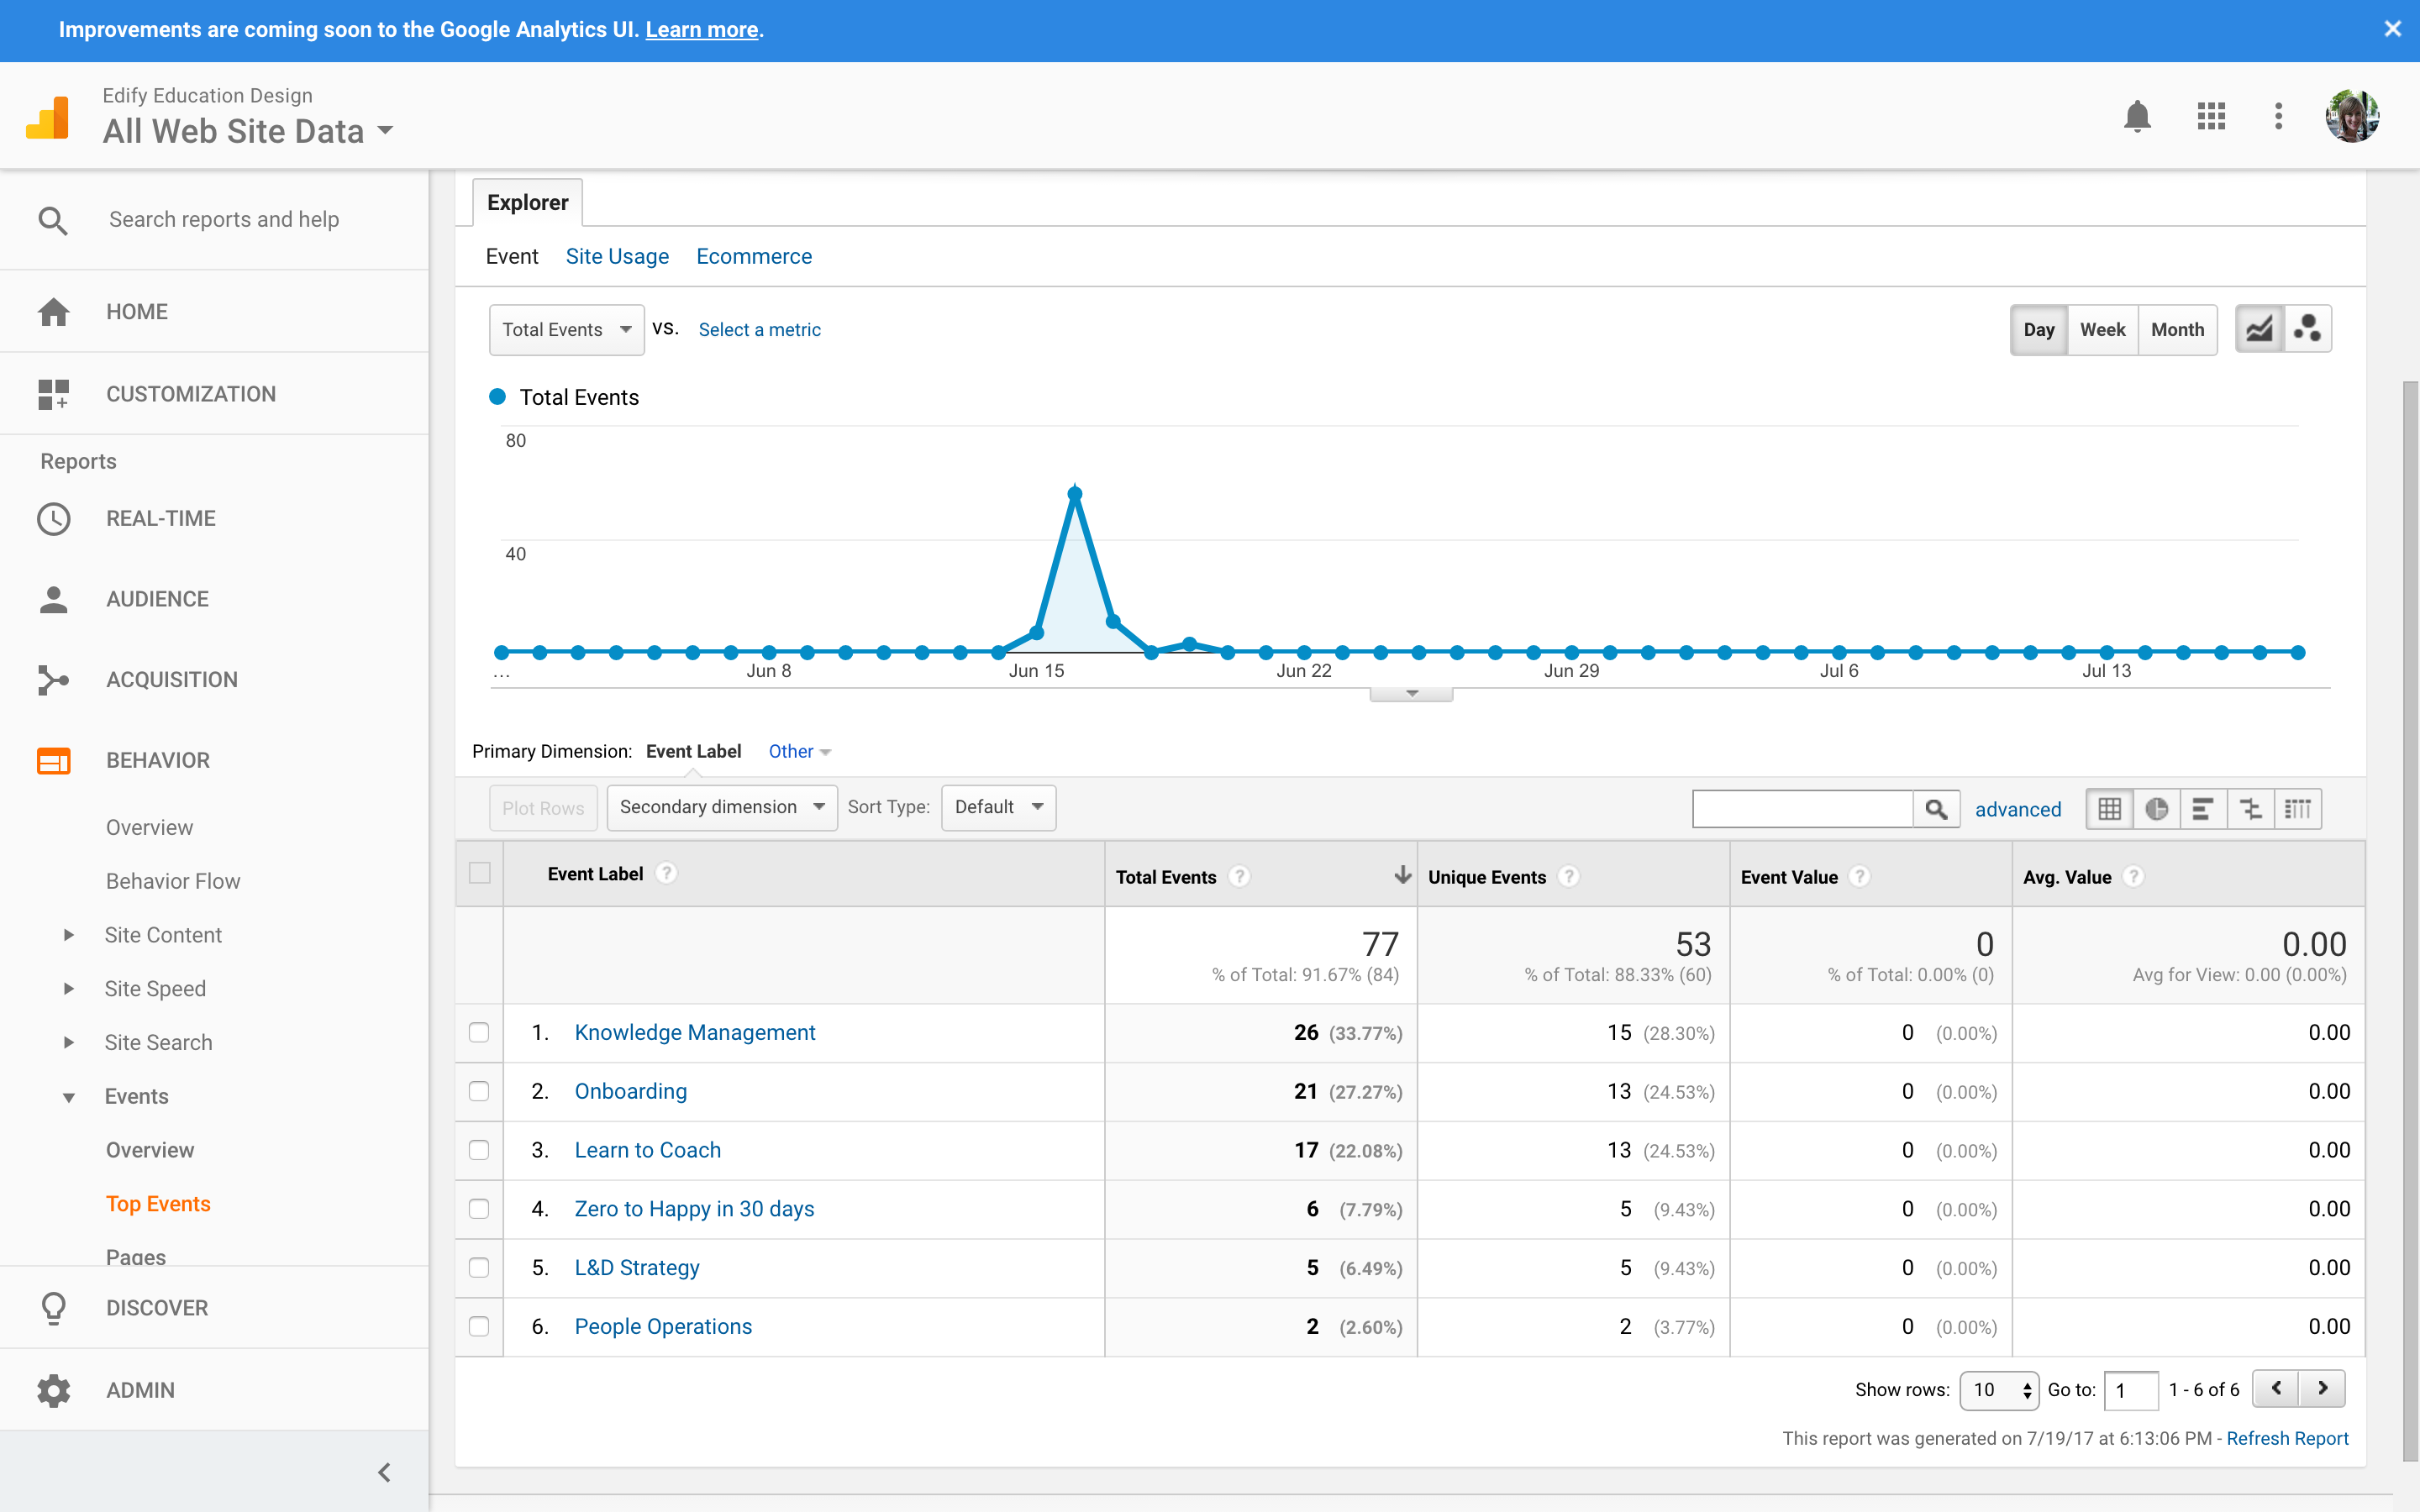 Improvements are coming soon to the Google Analytics UI. Learn more.
Edify Education Design
All Web Site Data
Search reports and help
HOME
CUSTOMIZATION
Reports
REAL-TIME
AUDIENCE
ACQUISITION
BEHAVIOR
Overview
Behavior Flow
Site Content
Site Speed
Site Search
Events
Overview
Top Events
Pages
DISCOVER
ADMIN
Explorer
Event Site Usage Ecommerce
Total Events VS. Select a metric
Day Week Month
Total Events
80
40
... Jun 8 Jun 15 Jun 22 Jun 29 Jul 6 Jul 13
Primary Dimension: Event Label Other
Plot Rows Secondary dimension Sort Type: Default advanced
Event Label ? Total Events ? Unique Events ? Event Value ? Avg. Value ?
77 53 0 0.00
% of Total: 91.67% (84) % of Total: 88.33% (60) % of Total: 0.00% (0) Avg for View: 0.00 (0.00%)
1. Knowledge Management 26 (33.77%) 15 (28.30%) 0 (0.00%) 0.00
2. Onboarding 21 (27.27%) 13 (24.53%) 0 (0.00%) 0.00
3. Learn to Coach 17 (22.08%) 13 (24.53%) 0 (0.00%) 0.00
4. Zero to Happy in 30 days 6 (7.79%) 5 (9.43%) 0 (0.00%) 0.00
5. L&D Strategy 5 (6.49%) 5 (9.43%) 0 (0.00%) 0.00
6. People Operations 2 (2.60%) 2 (3.77%) 0 (0.00%) 0.00
Show rows: 10 Go to: 1 1 - 6 of 6
This report was generated on 7/19/17 at 6:13:06 PM - Refresh Report